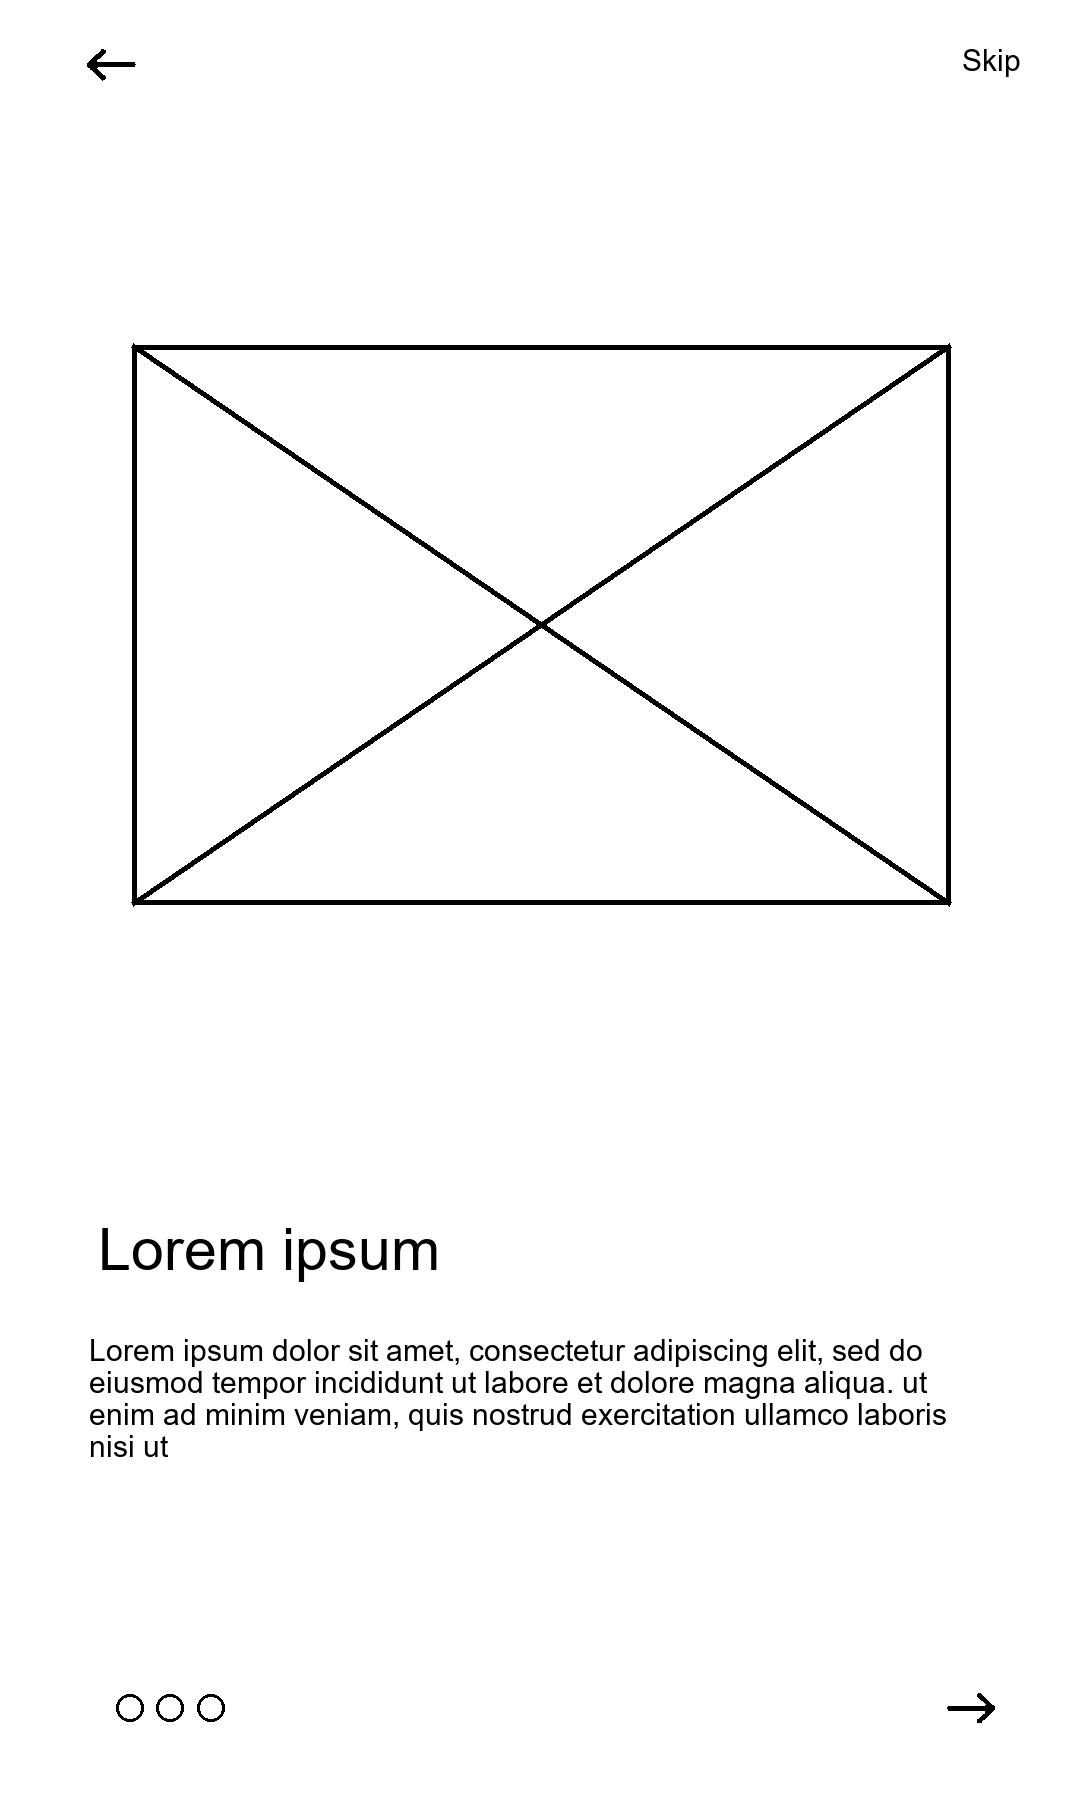 Skip
Lorem ipsum
Lorem ipsum dolor sit amet, consectetur adipiscing elit, sed do
eiusmod tempor incididunt ut labore et dolore magna aliqua. ut
enim ad minim veniam, quis nostrud exercitation ullamco laboris
nisi ut